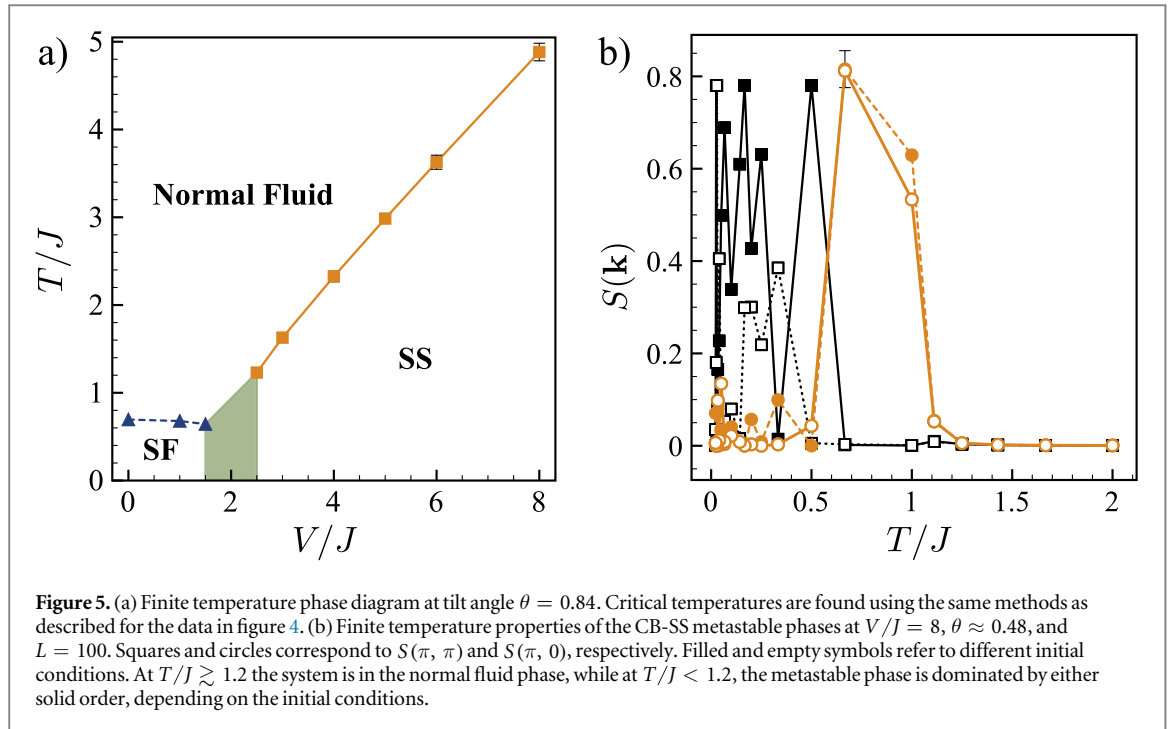 a)
5
4
3
2
1
0
T/J
Normal Fluid
SS
SF
0 2 4 6 8
V/J
b)
0.8
0.6
0.4
0.2
0
S(k)
0 0.5 1 1.5 2
T/J
Figure 5. (a) Finite temperature phase diagram at tilt angle θ = 0.84. Critical temperatures are found using the same methods as
described for the data in figure 4. (b) Finite temperature properties of the CB-SS metastable phases at V/J = 8, θ ≈ 0.48, and
L = 100. Squares and circles correspond to S(π, π) and S(π, 0), respectively. Filled and empty symbols refer to different initial
conditions. At T/J ≳ 1.2 the system is in the normal fluid phase, while at T/J < 1.2, the metastable phase is dominated by either
solid order, depending on the initial conditions.